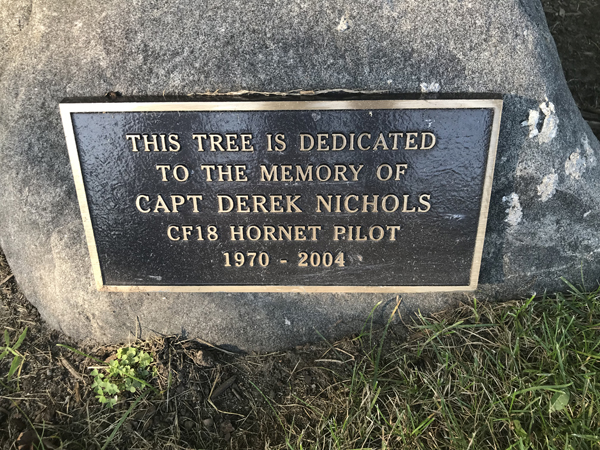 THIS TREE IS DEDICATED
TO THE MEMORY OF
CAPT DEREK NICHOLS
CF18 HORNET PILOT
1970 - 2004